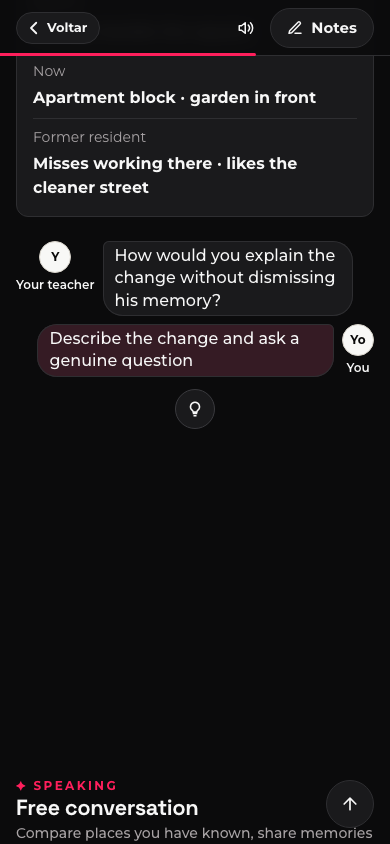 Voltar
Notes
Now
Apartment block · garden in front
Former resident
Misses working there · likes the
cleaner street
Y
Your teacher
How would you explain the
change without dismissing
his memory?
Describe the change and ask a
genuine question
Yo
You
SPEAKING
Free conversation
Compare places you have known, share memories